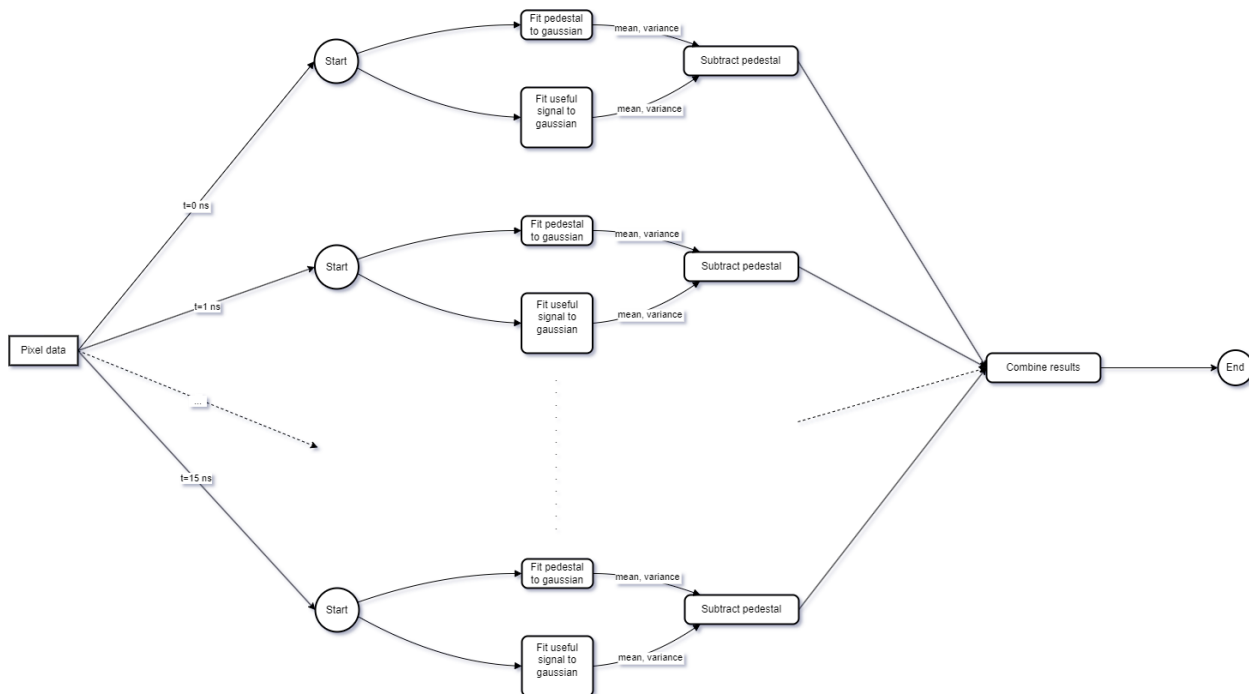 Fit pedestal
to gaussian
mean, variance
Start
Subtract pedestal
Fit useful
signal to
gaussian
mean, variance
t=0 ns
Fit pedestal
to gaussian
mean, variance
Start
Subtract pedestal
t=1 ns
Fit useful
signal to
gaussian
mean, variance
Pixel data
Combine results
End
...
t=15 ns
Fit pedestal
to gaussian
mean, variance
Start
Subtract pedestal
Fit useful
signal to
gaussian
mean, variance